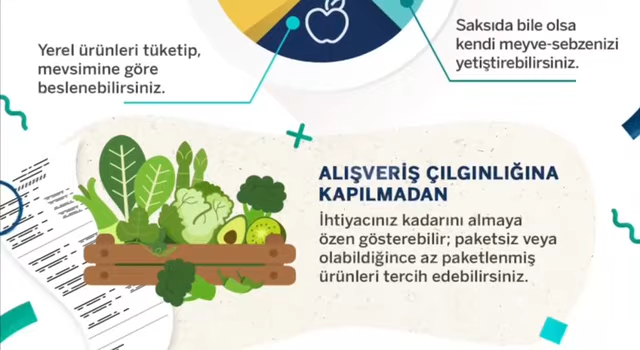 Yerel ürünleri tüketip,
mevsimine göre
beslenebilirsiniz.
Saksıda bile olsa
kendi meyve-sebzenizi
yetiştirebilirsiniz.
ALIŞVERİŞ ÇILGINLIĞINA
KAPILMADAN
İhtiyacınız kadarını almaya
özen gösterebilir; paketsiz veya
olabildiğince az paketlenmiş
ürünleri tercih edebilirsiniz.